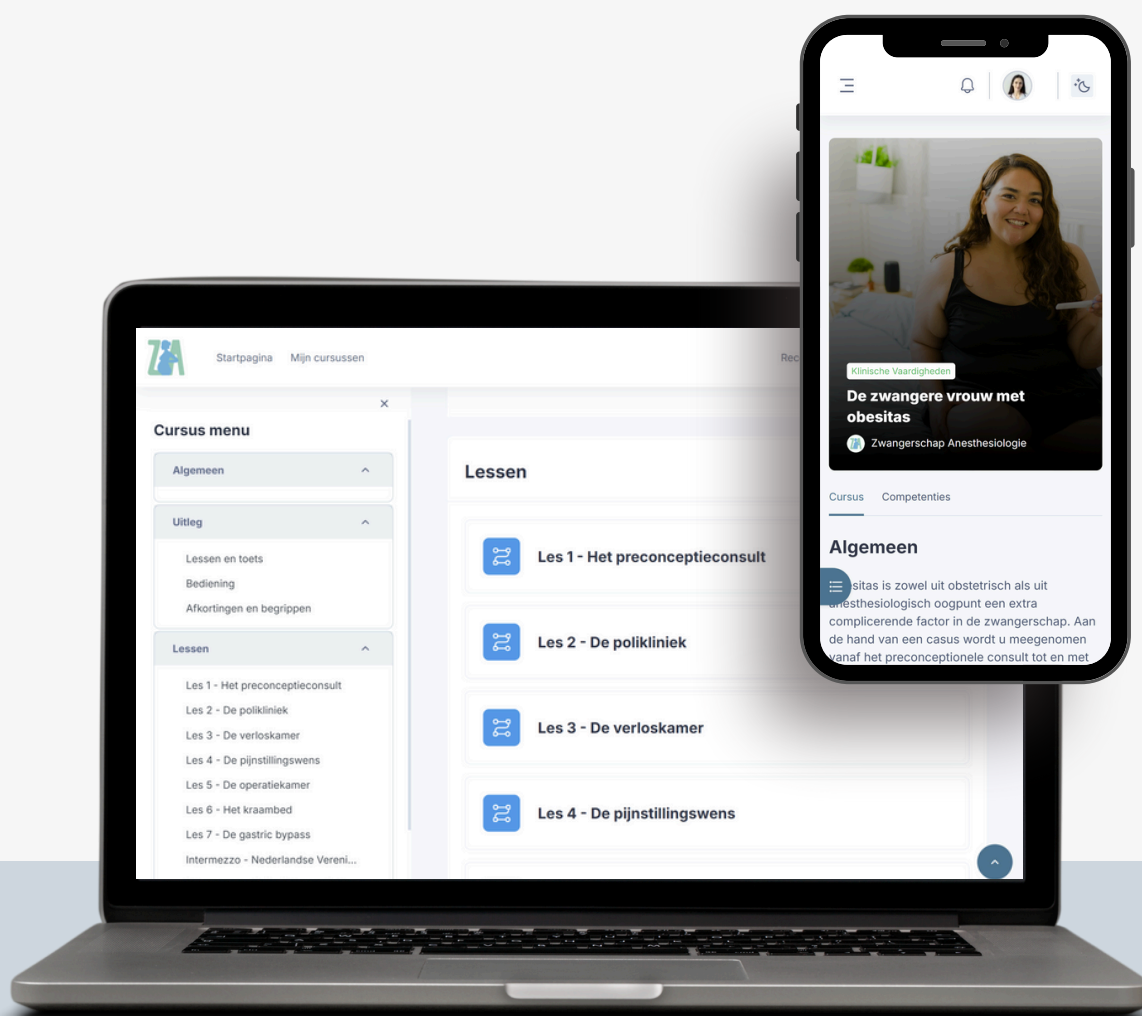 ZA
Startpagina Mijn cursussen
Cursus menu
Algemeen
Uitleg
Lessen en toets
Bediening
Afkortingen en begrippen
Lessen
Les 1 - Het preconceptieconsult
Les 2 - De polikliniek
Les 3 - De verloskamer
Les 4 - De pijnstillingswens
Les 5 - De operatiekamer
Les 6 - Het kraambed
Les 7 - De gastric bypass
Intermezzo - Nederlandse Vereni...
Lessen
Les 1 - Het preconceptieconsult
Les 2 - De polikliniek
Les 3 - De verloskamer
Les 4 - De pijnstillingswens
Klinische Vaardigheden
De zwangere vrouw met
obesitas
Zwangerschap Anesthesiologie
Cursus Competenties
Algemeen
sitas is zowel uit obstetrisch als uit
anesthesiologisch oogpunt een extra
complicerende factor in de zwangerschap. Aan
de hand van een casus wordt u meegenomen
vanaf het preconceptionele consult tot en met